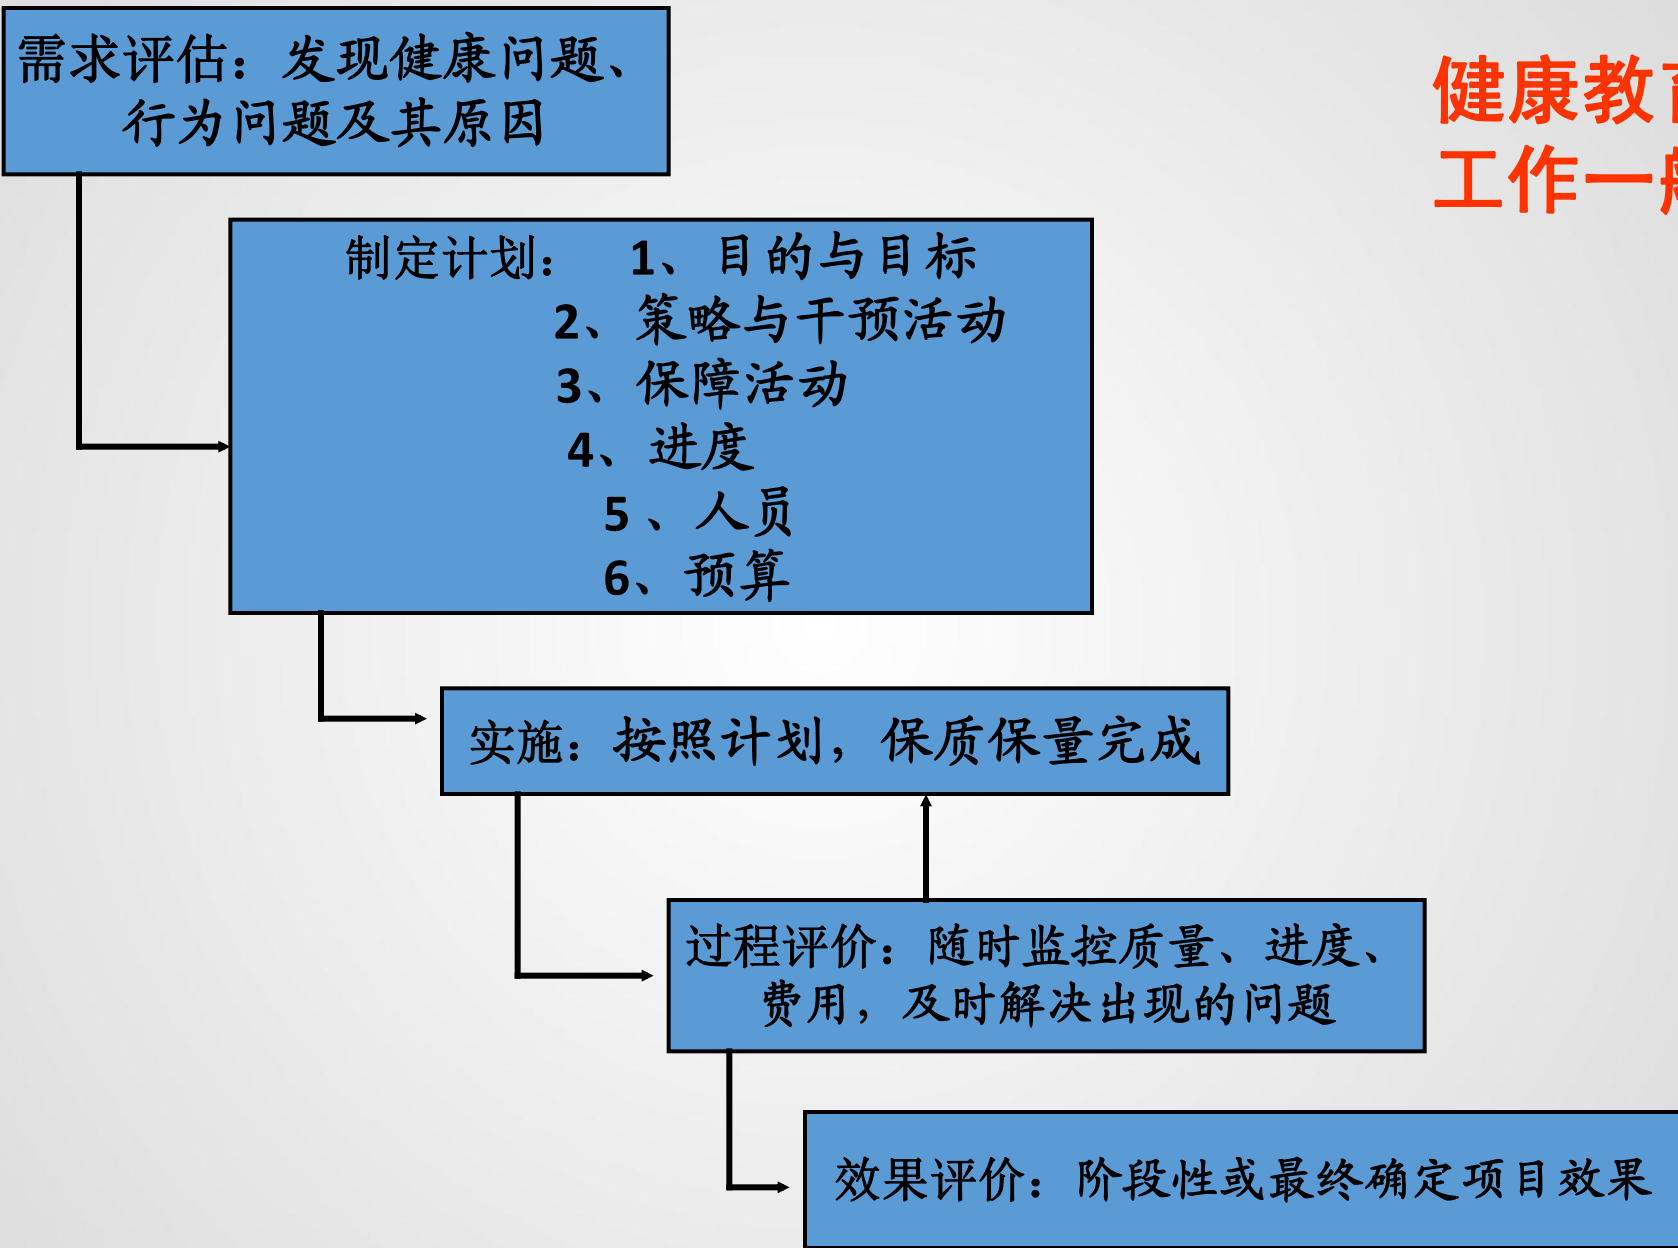 需求评估：发现健康问题、
行为问题及其原因
健康教
工作一般
制定计划： 1、目的与目标
2、策略与干预活动
3、保障活动
4、进度
5 、人员
6、预算
实施：按照计划，保质保量完成
过程评价：随时监控质量、进度、
费用，及时解决出现的问题
效果评价：阶段性或最终确定项目效果